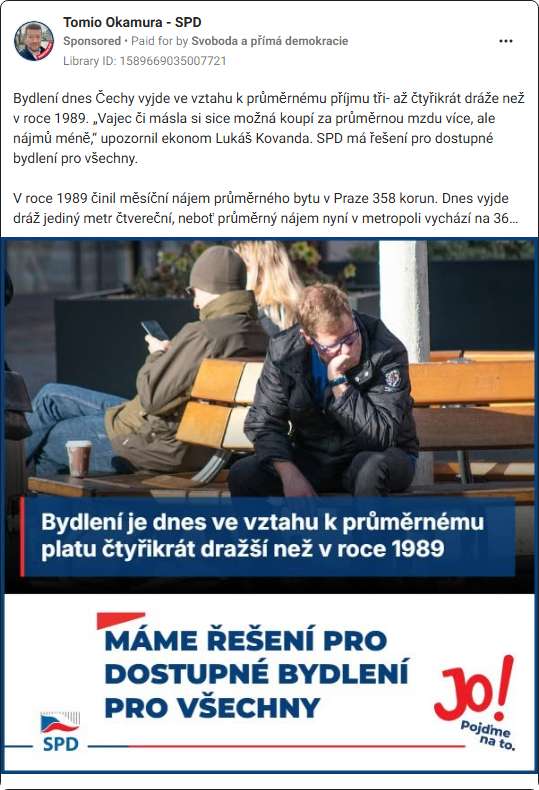 Tomio Okamura - SPD
Sponsored • Paid for by Svoboda a přímá demokracie
Library ID: 1589669035007721
Bydlení dnes Čechy vyjde ve vztahu k průměrnému příjmu tři- až čtyřikrát dráže než
v roce 1989. „Vajec či másla si sice možná koupí za průměrnou mzdu více, ale
nájmů méně,“ upozornil ekonom Lukáš Kovanda. SPD má řešení pro dostupné
bydlení pro všechny.
V roce 1989 činil měsíční nájem průměrného bytu v Praze 358 korun. Dnes vyjde
dráž jediný metr čtvereční, neboť průměrný nájem nyní v metropoli vychází na 36…
Bydlení je dnes ve vztahu k průměrnému
platu čtyřikrát dražší než v roce 1989
MÁME ŘEŠENÍ PRO
DOSTUPNÉ BYDLENÍ
PRO VŠECHNY
Jo!
Pojďme
na to.
SPD